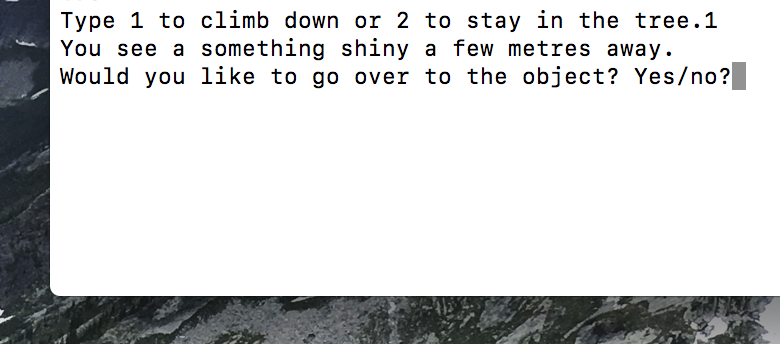 Type 1 to climb down or 2 to stay in the tree.1
You see a something shiny a few metres away.
Would you like to go over to the object? Yes/no?